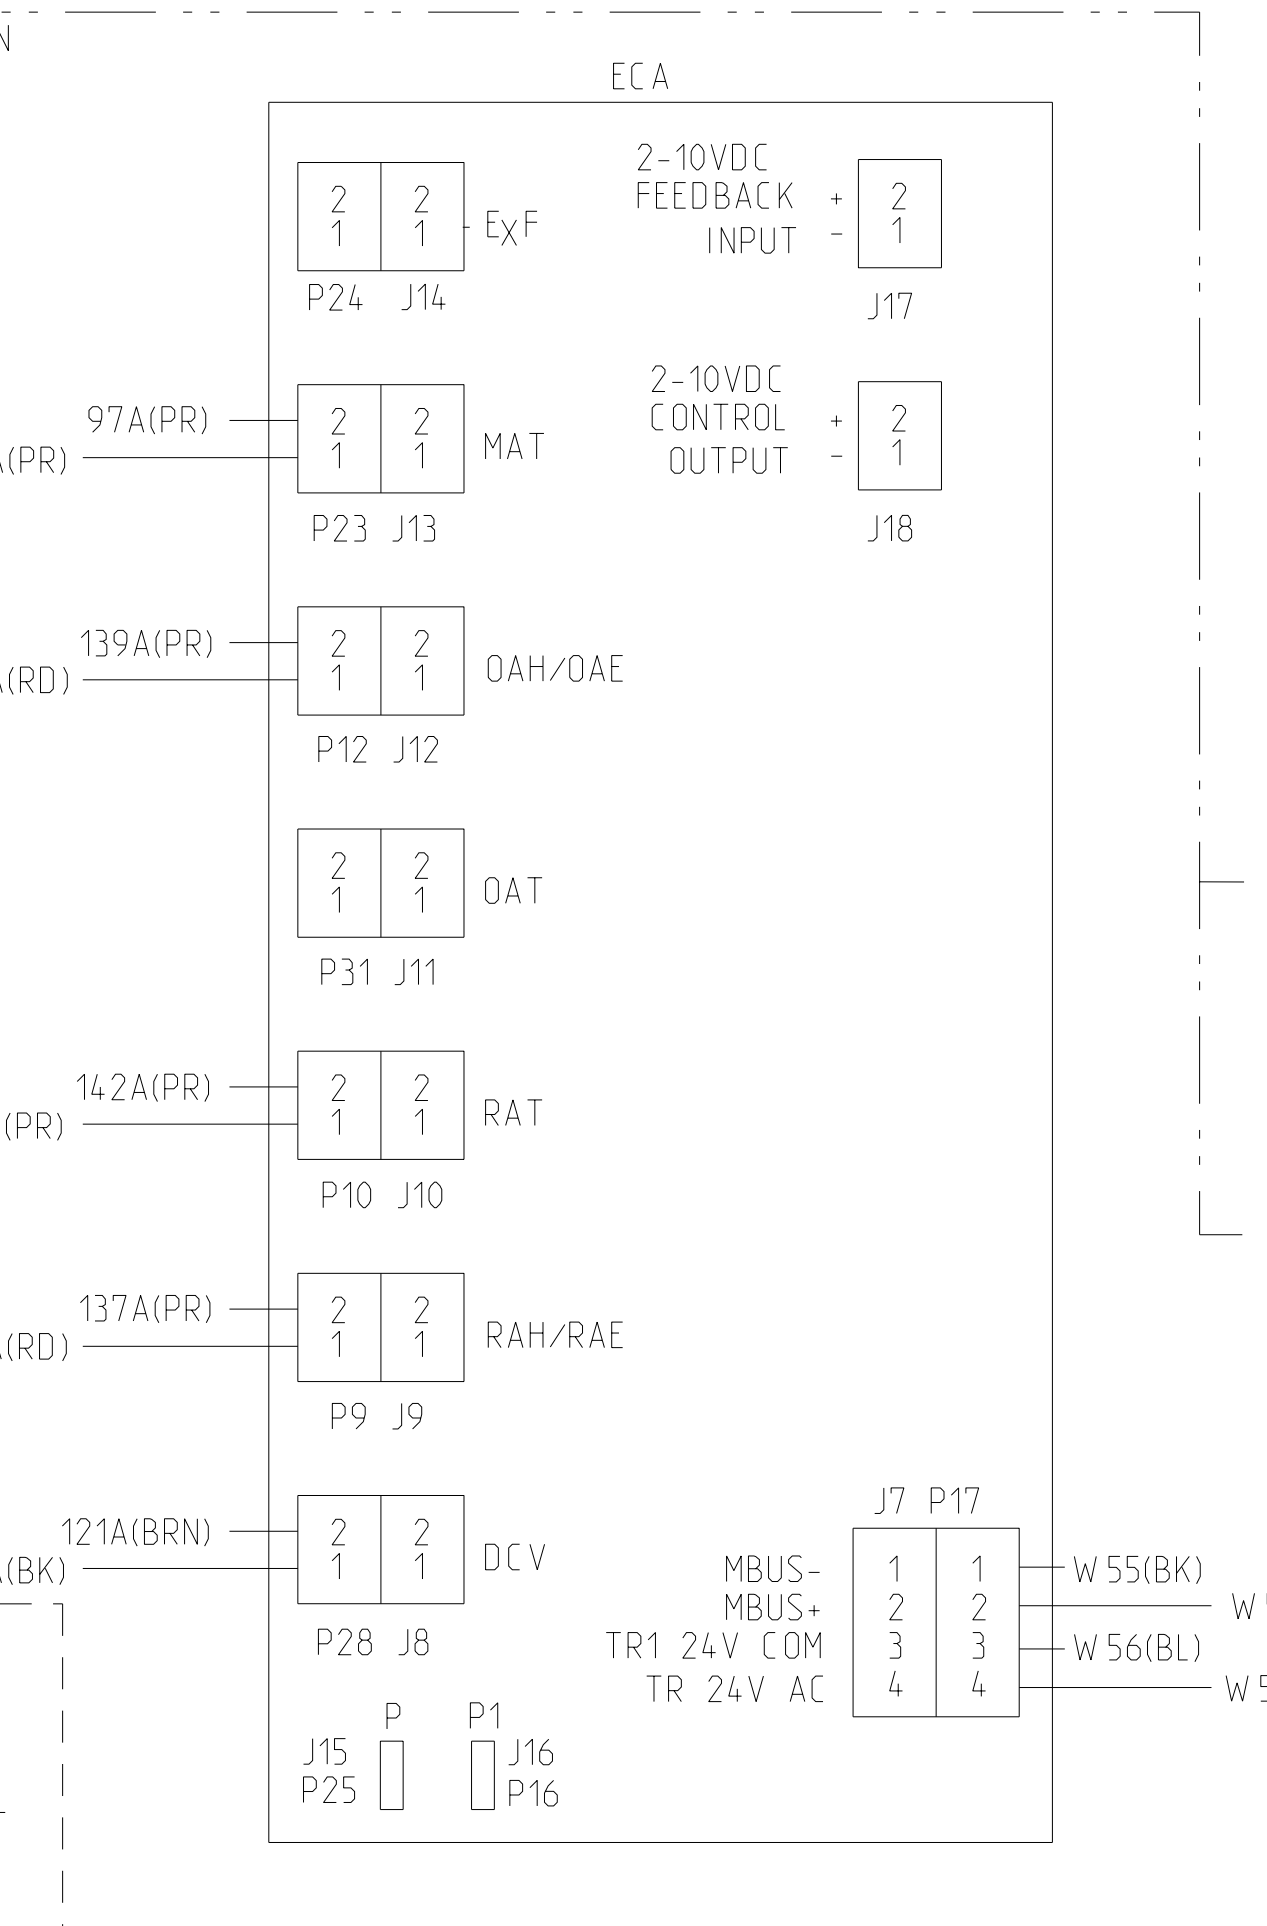 ECA
2
1
2
1
EXF
P24 J14
2-10VDC
FEEDBACK +
INPUT -
2
1
J17
97A(PR)
(PR)
2
1
2
1
MAT
P23 J13
2-10VDC
CONTROL +
OUTPUT -
2
1
J18
139A(PR)
(RD)
2
1
2
1
OAH/OAE
P12 J12
2
1
2
1
OAT
P31 J11
142A(PR)
(PR)
2
1
2
1
RAT
P10 J10
137A(PR)
(RD)
2
1
2
1
RAH/RAE
P9 J9
121A(BRN)
(BK)
2
1
2
1
DCV
P28 J8
J7 P17
MBUS- 1 1 W55(BK)
MBUS+ 2 2 W
TR1 24V COM 3 3 W56(BL)
TR 24V AC 4 4 W5
P P1
J15 J16
P25 P16